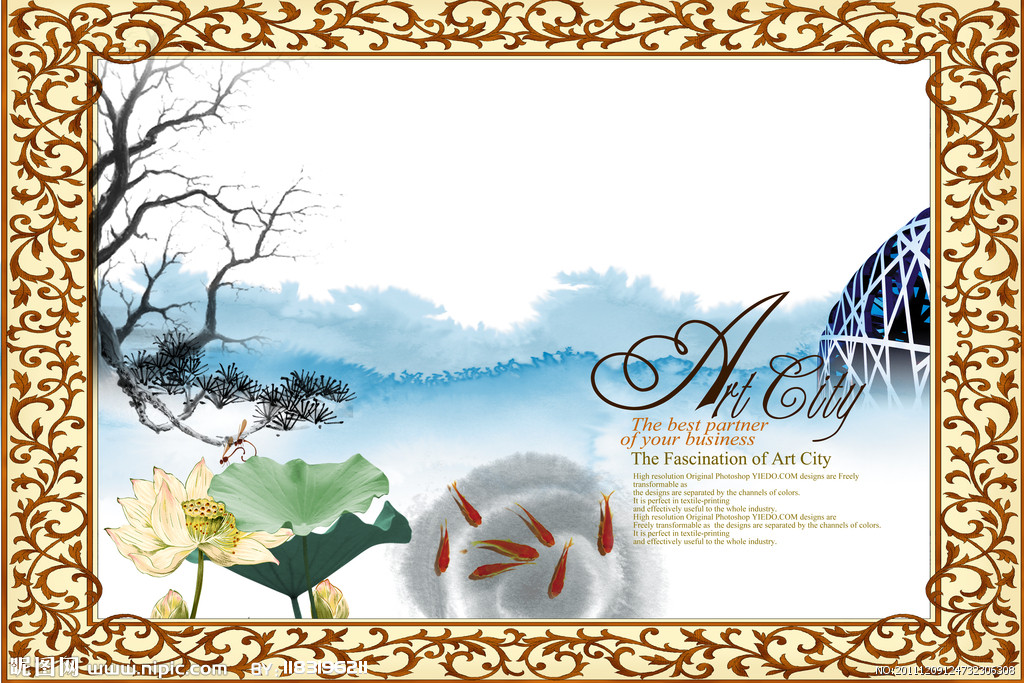 Art City
The best partner
of your business
The Fascination of Art City
High resolution Original Photoshop YIEDO.COM designs are Freely
transformable as
the designs are separated by the channels of colors.
It is perfect in textile-printing
and effectively useful to the whole industry.
High resolution Original Photoshop YIEDO.COM designs are
Freely transformable as the designs are separated by the channels of colors.
It is perfect in textile-printing
and effectively useful to the whole industry.
昵图网 www.nipic.com BY:
NO:20111209124732306308